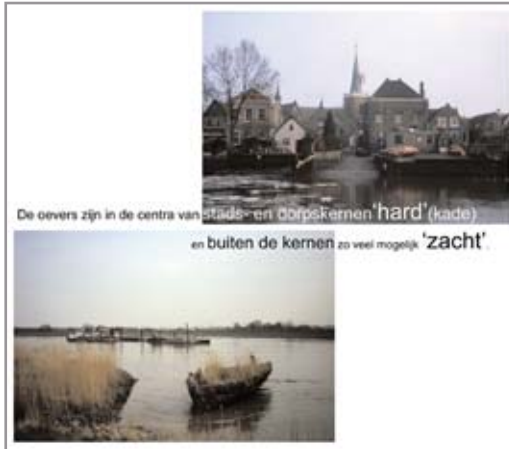 De oevers zijn in de centra van stads- en dorpskernen 'hard' (kade)
en buiten de kernen zo veel mogelijk 'zacht'.